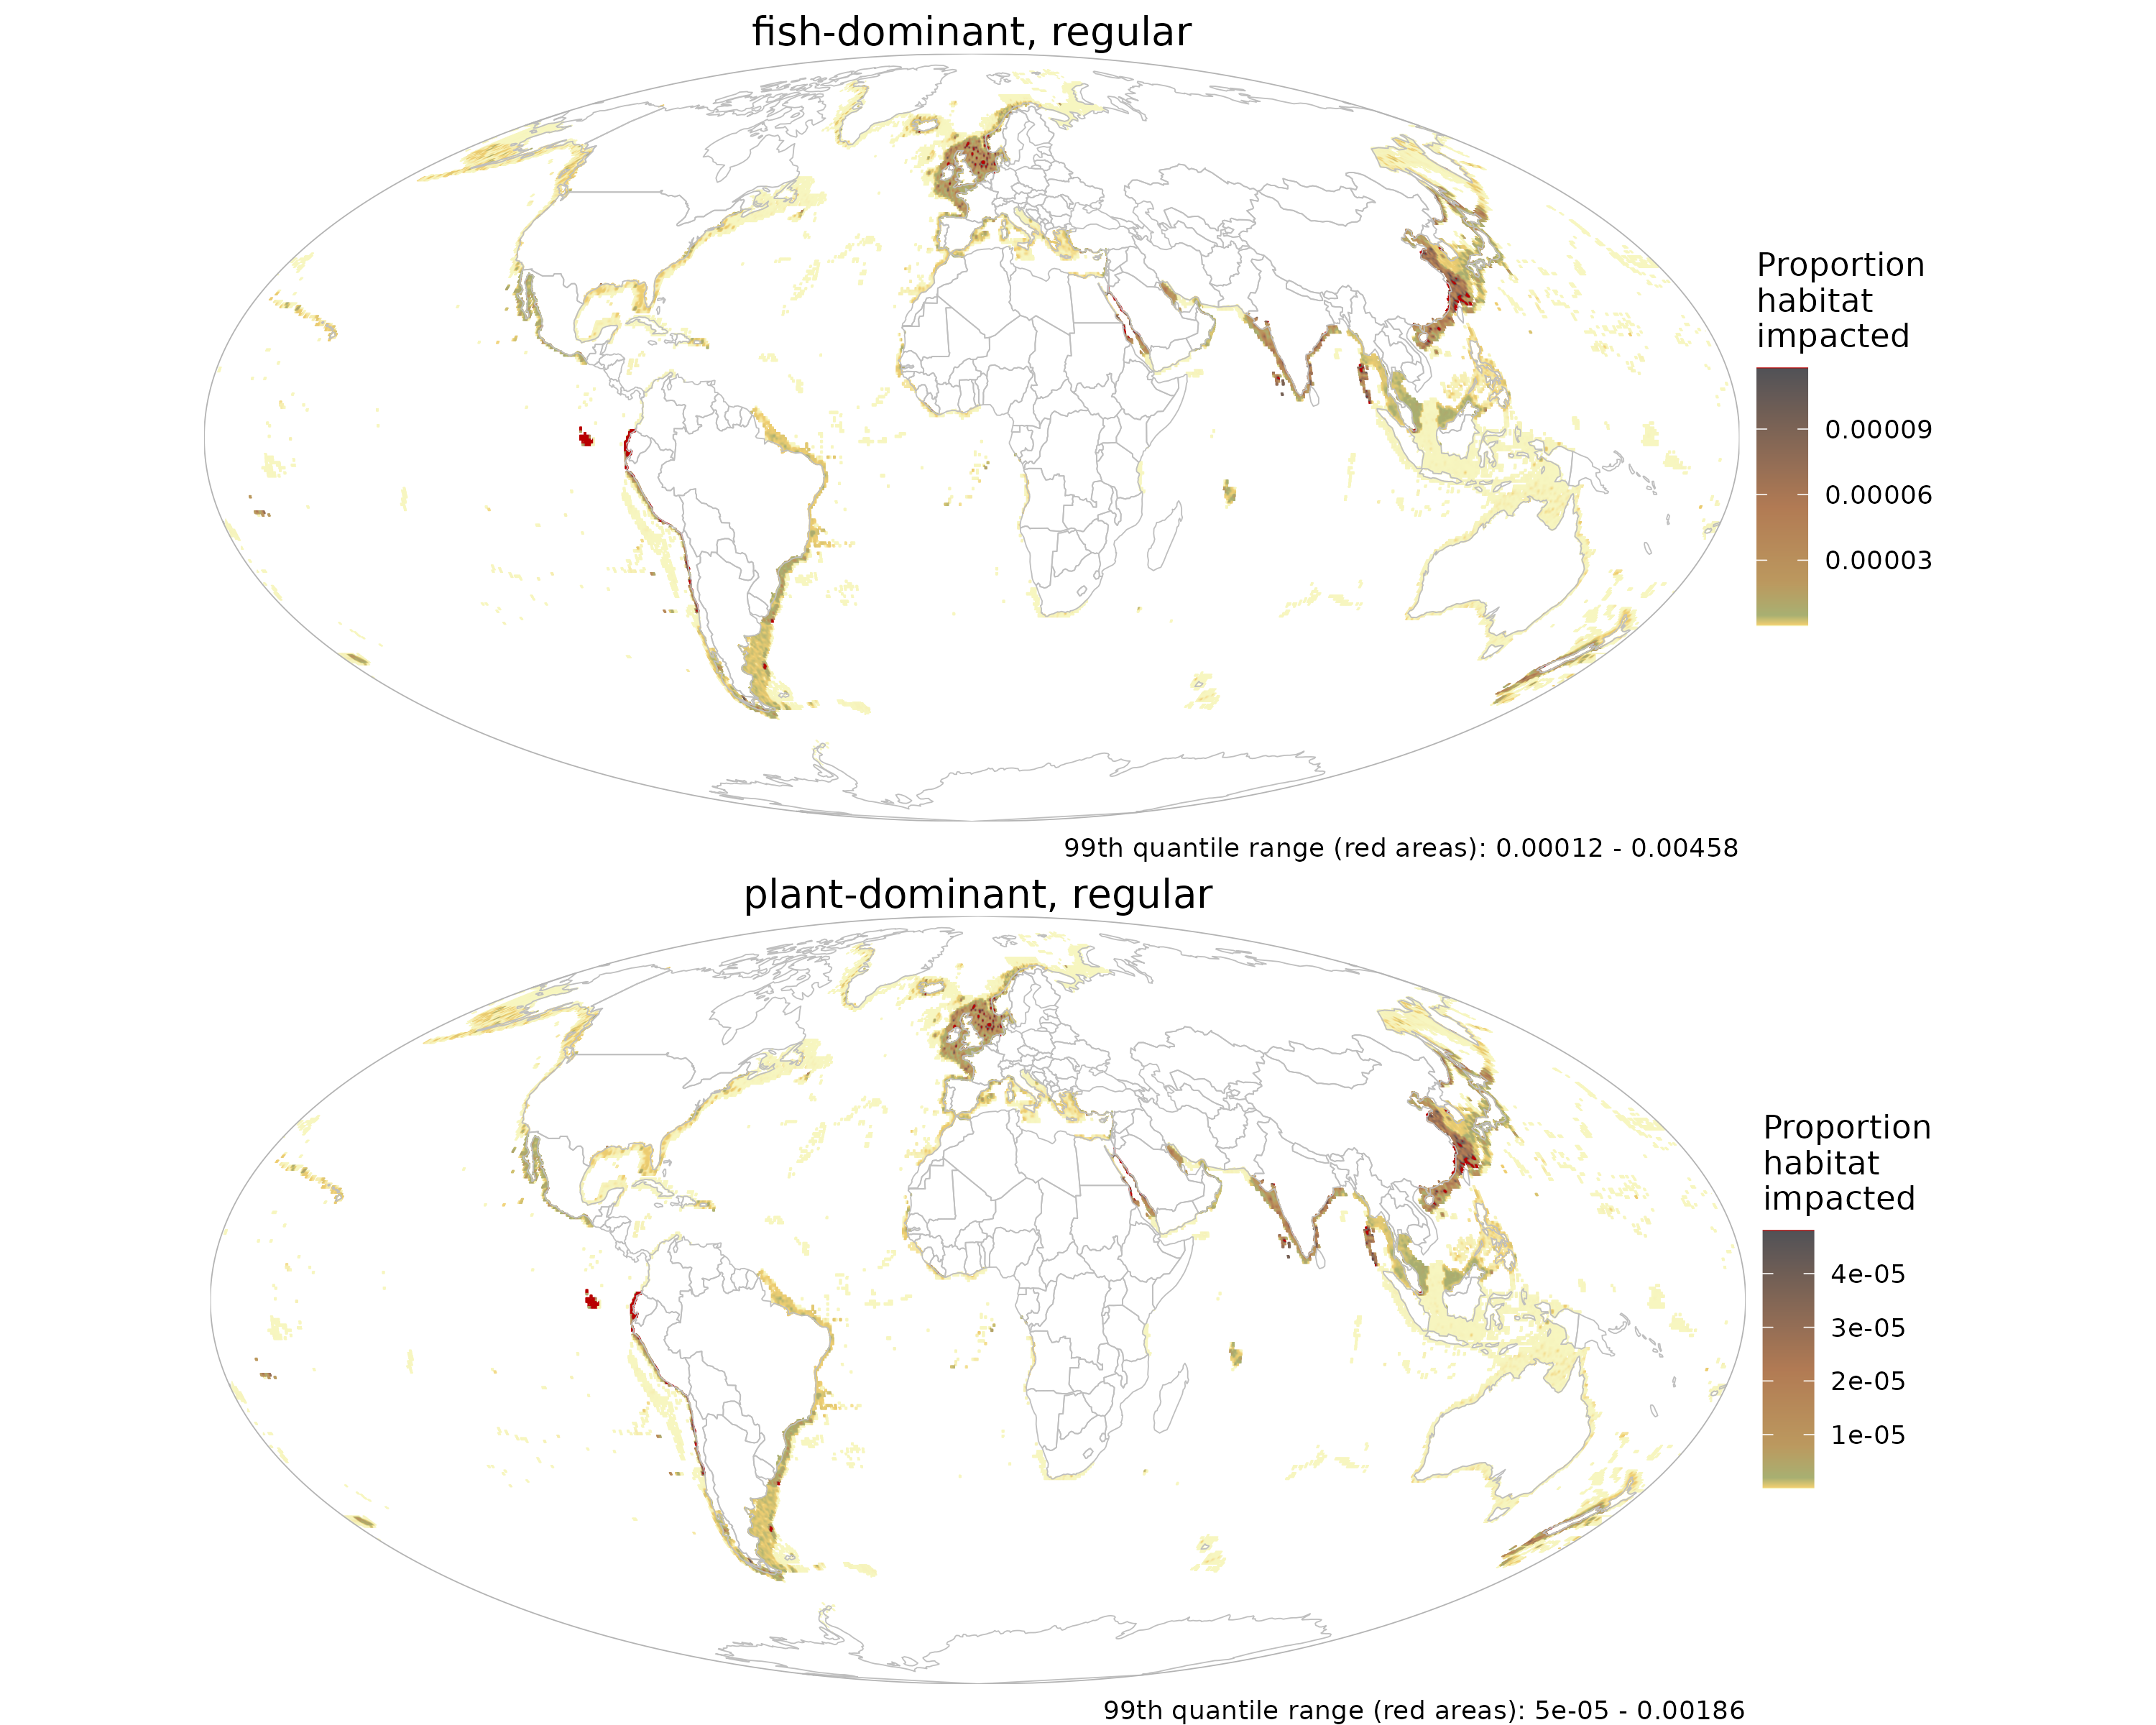 fish-dominant, regular
Proportion
habitat
impacted
0.00009
0.00006
0.00003
99th quantile range (red areas): 0.00012 - 0.00458
plant-dominant, regular
Proportion
habitat
impacted
4e-05
3e-05
2e-05
1e-05
99th quantile range (red areas): 5e-05 - 0.00186